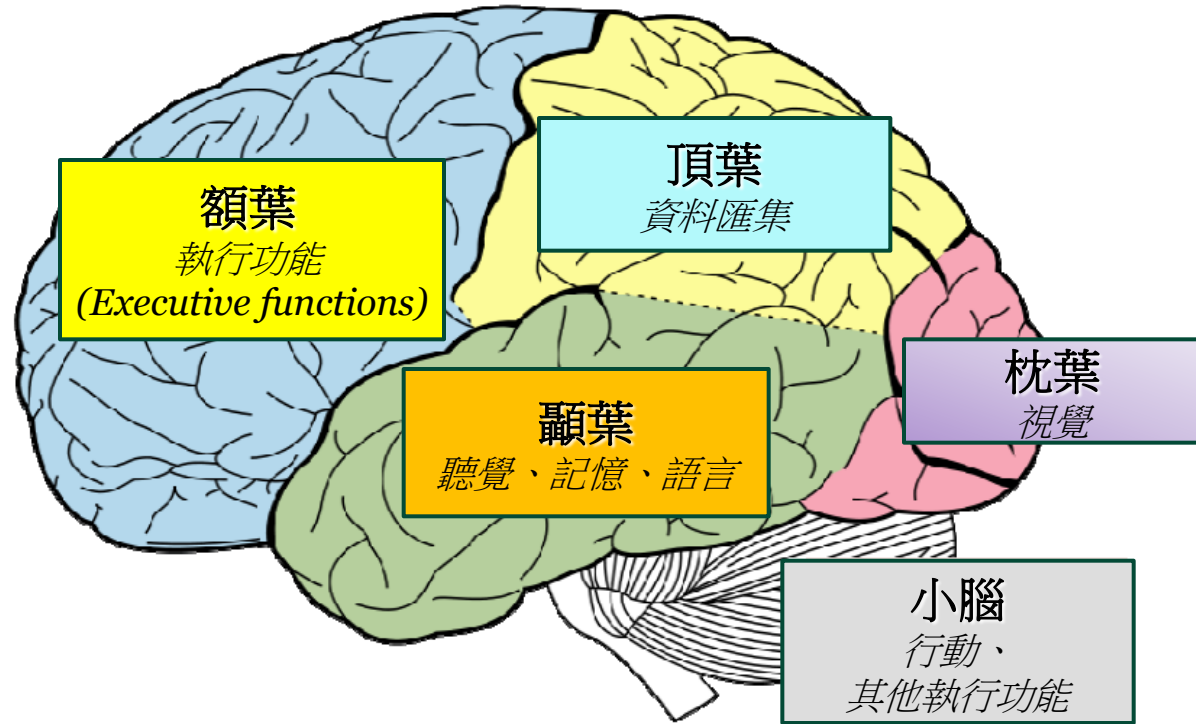 額葉
執行功能
(Executive functions)
頂葉
資料匯集
顳葉
聽覺、記憶、語言
枕葉
視覺
小腦
行動、
其他執行功能